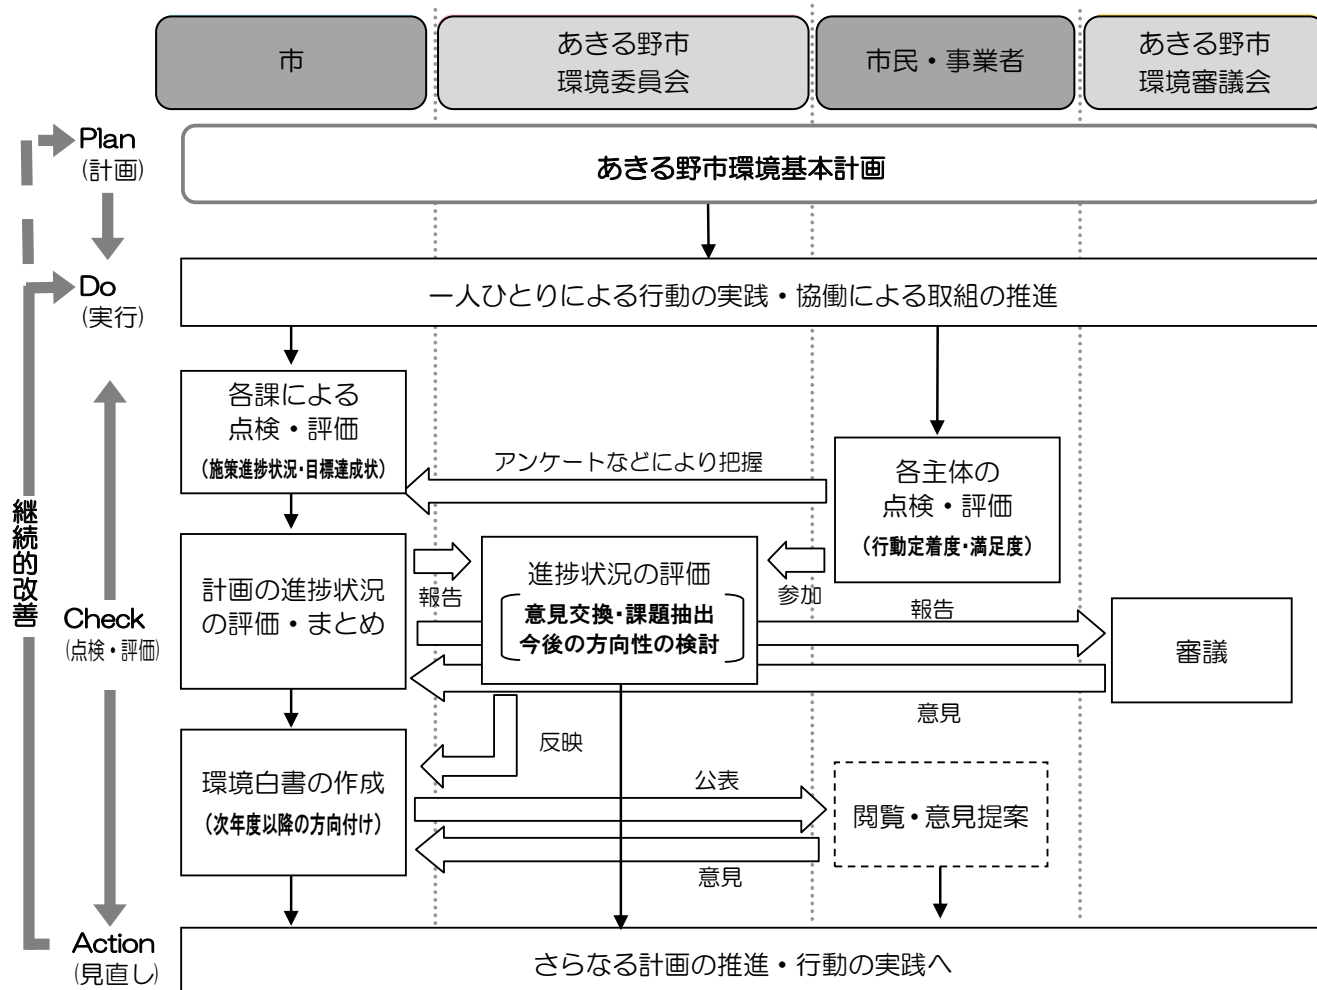 市
あきる野市
環境委員会
市民・事業者
あきる野市
環境審議会
Plan
(計画)
あきる野市環境基本計画
Do
(実行)
一人ひとりによる行動の実践・協働による取組の推進
各課による
点検・評価
(施策進捗状況・目標達成状)
アンケートなどにより把握
各主体の
点検・評価
(行動定着度・満足度)
継続的改善
Check
(点検・評価)
計画の進捗状況
の評価・まとめ
報告
進捗状況の評価
意見交換・課題抽出
今後の方向性の検討
参加
報告
審議
意見
反映
環境白書の作成
(次年度以降の方向付け)
公表
閲覧・意見提案
意見
Action
(見直し)
さらなる計画の推進・行動の実践へ